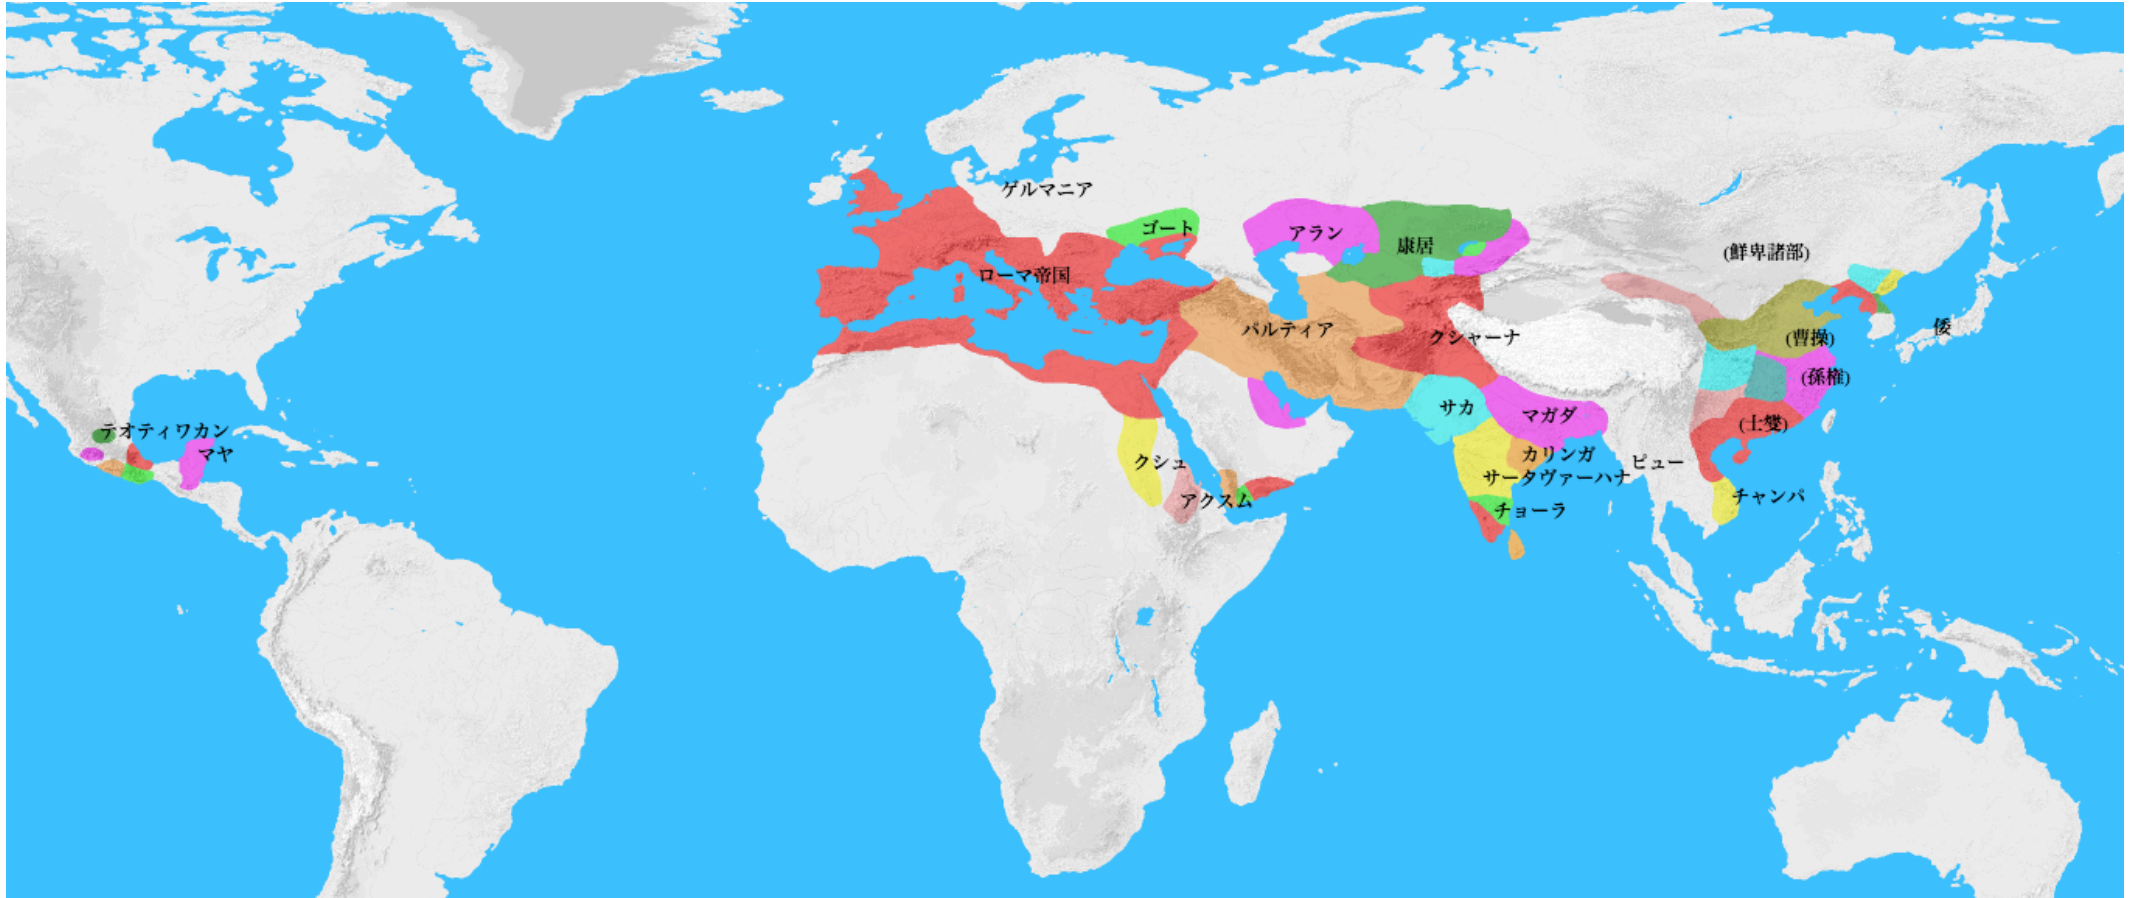 ゲルマニア
ゴート
アラン
康居
(鮮卑諸部)
ローマ帝国
パルティア
クシャーナ
倭
(曹操)
(孫権)
サカ
マガダ
(士燮)
テオティワカン
マヤ
クシュ
カリンガ
ピュー
サータヴァーハナ
アクスム
チョーラ
チャンパ